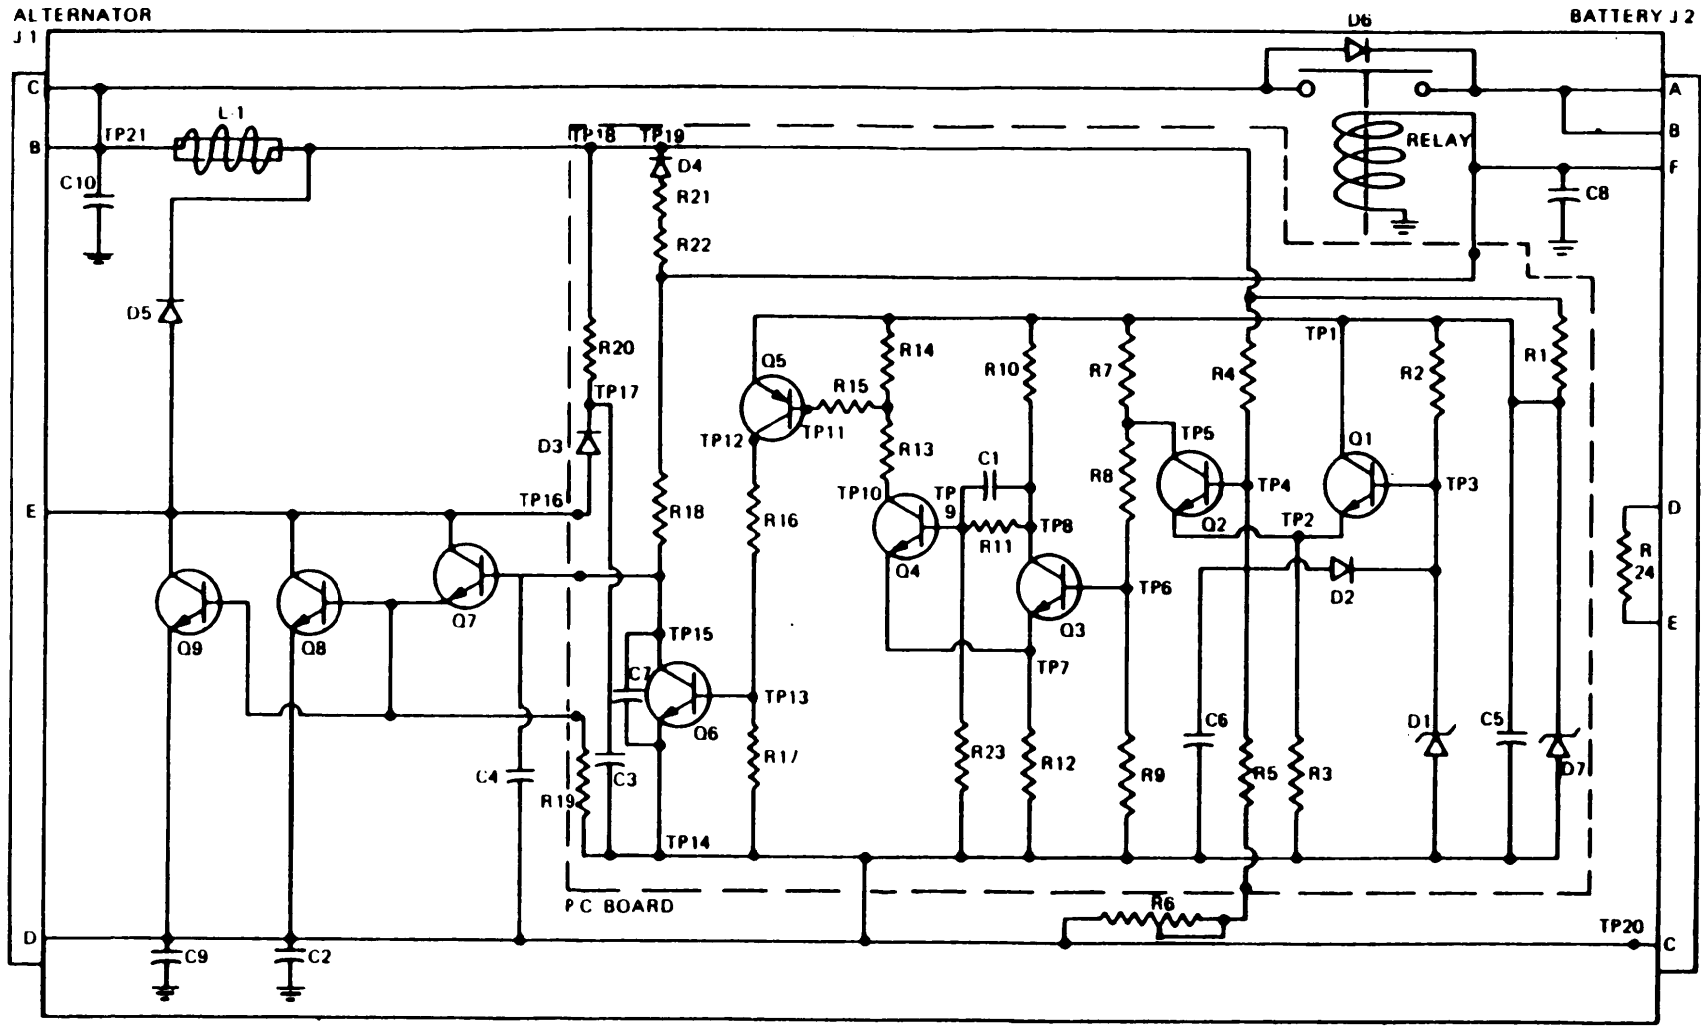 ALTERNATOR
J1
D6
BATTERY J2
C
A
L1
TP21
B
TP18
TP19
RELAY
B
D4
F
C10
R21
C8
R22
D5
TP1
R20
Q5
R14
R10
R7
R4
R2
R1
R15
TP17
TP11
D3
TP12
R13
TP5
Q1
C1
R8
TP10
TP
9
TP4
TP3
TP16
E
R18
R16
TP8
Q2
TP2
D
R11
R
24
Q4
TP6
D2
Q9
Q8
Q7
Q3
E
TP15
TP7
C7
TP13
Q6
C6
D1
C5
R17
R23
R12
R9
R5
R3
D7
C4
C3
R19
TP14
PC BOARD
R6
D
TP20
C
C9
C2